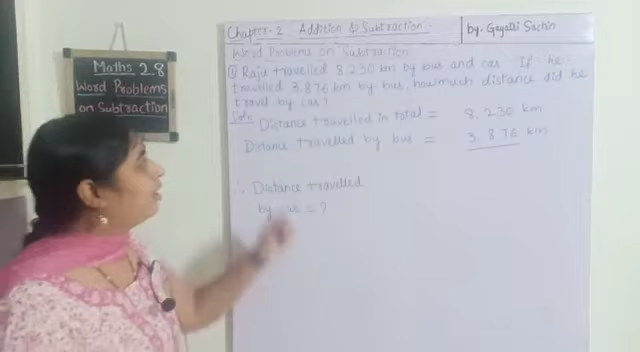 Maths 2.8
Word Problems
on Subtraction
Chapter-2 Addition & Subtraction
by. Gayatri Sachin
Word Problems on Subtraction
① Raju travelled 8.230 km by bus and car. If he
travelled 3.876 km by bus, how much distance did he
travel by car?
Soln Distance travelled in total = 8.230 km
Distance travelled by bus = 3.876 km
∴ Distance travelled
by car = ?